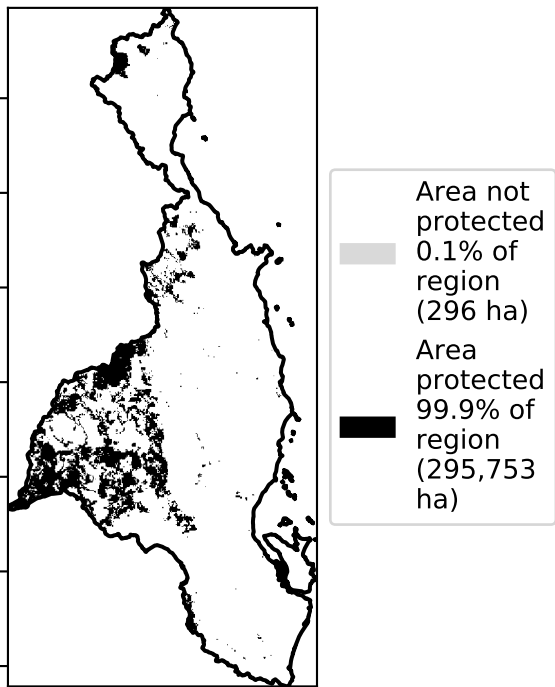 Area not
protected
0.1% of
region
(296 ha)
Area
protected
99.9% of
region
(295,753
ha)